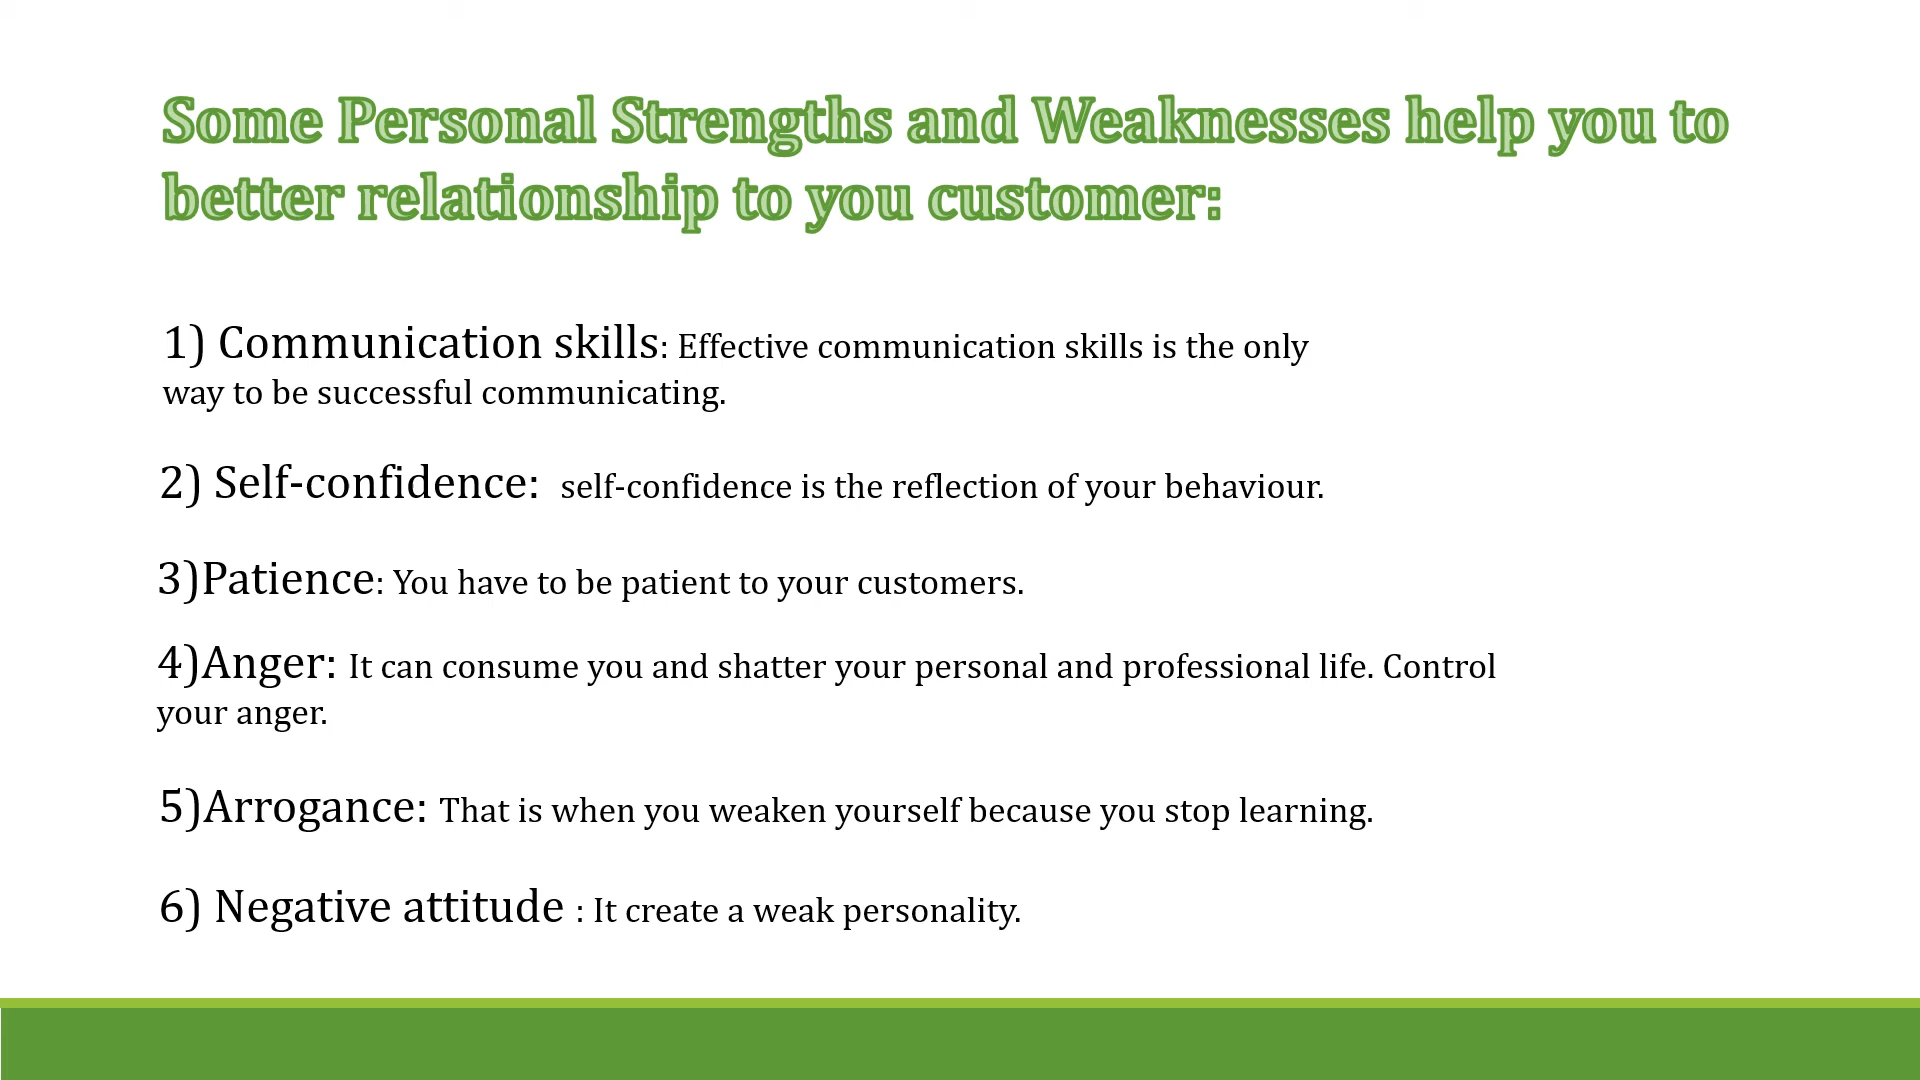 Some Personal Strengths and Weaknesses help you to
better relationship to you customer:
1) Communication skills: Effective communication skills is the only
way to be successful communicating.
2) Self-confidence: self-confidence is the reflection of your behaviour.
3)Patience: You have to be patient to your customers.
4)Anger: It can consume you and shatter your personal and professional life. Control
your anger.
5)Arrogance: That is when you weaken yourself because you stop learning.
6) Negative attitude : It create a weak personality.